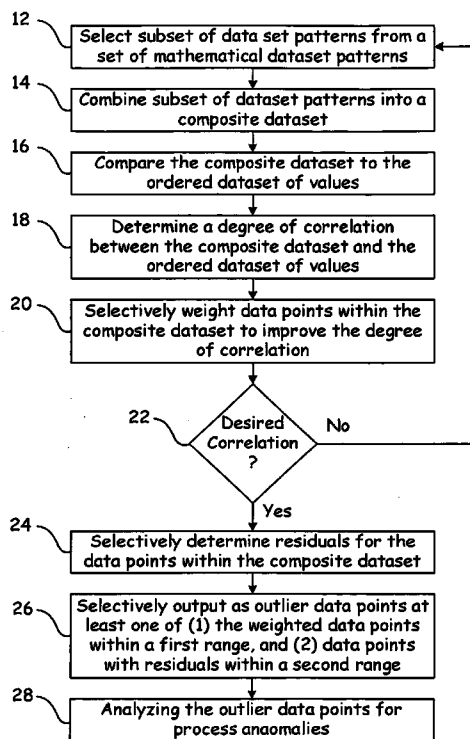 12
Select subset of data set patterns from a
set of mathematical dataset patterns
14
Combine subset of dataset patterns into a
composite dataset
16
Compare the composite dataset to the
ordered dataset of values
18
Determine a degree of correlation
between the composite dataset and the
ordered dataset of values
20
Selectively weight data points within the
composite dataset to improve the degree
of correlation
22
Desired
Correlation
?
No
Yes
24
Selectively determine residuals for the
data points within the composite dataset
26
Selectively output as outlier data points at
least one of (1) the weighted data points
within a first range, and (2) data points
with residuals within a second range
28
Analyzing the outlier data points for
process anaomalies